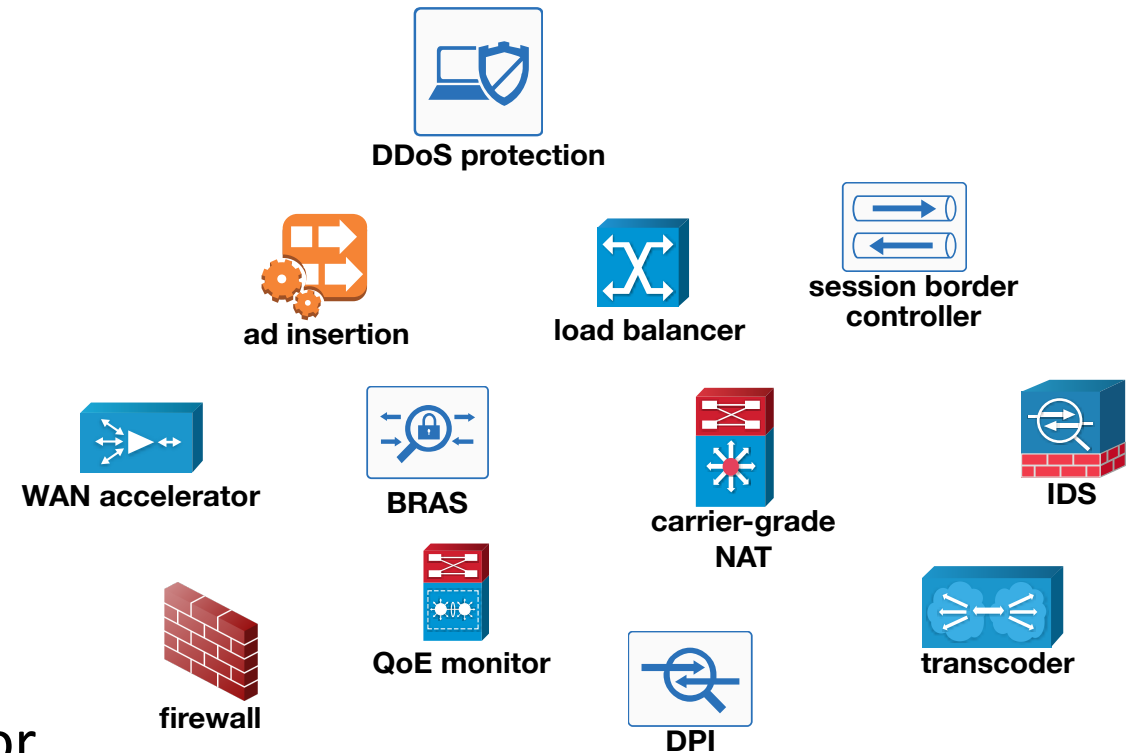 DDoS protection
ad insertion
load balancer
session border
controller
WAN accelerator
BRAS
carrier-grade
NAT
IDS
firewall
QoE monitor
DPI
transcoder